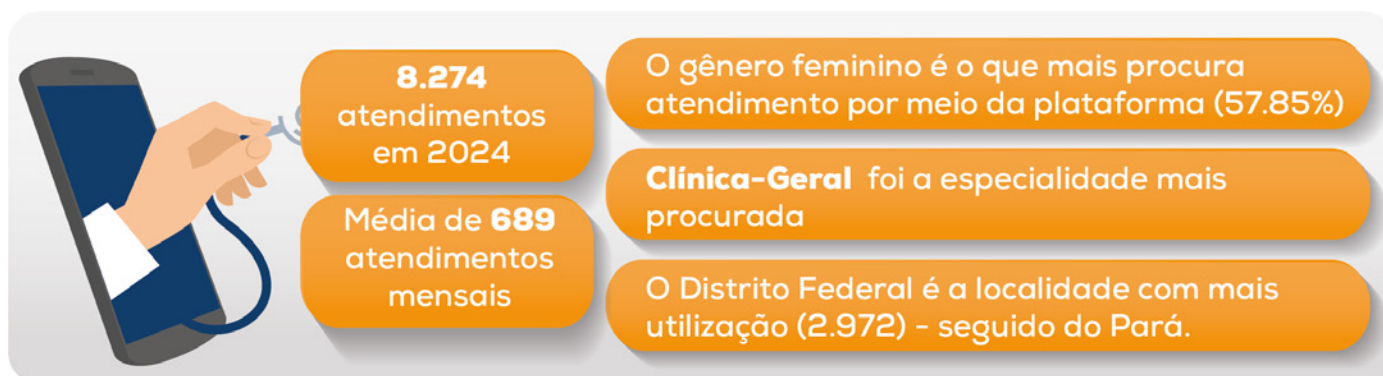 8.274
atendimentos
em 2024
Média de 689
atendimentos
mensais
O gênero feminino é o que mais procura
atendimento por meio da plataforma (57.85%)
Clínica-Geral foi a especialidade mais
procurada
O Distrito Federal é a localidade com mais
utilização (2.972) - seguido do Pará.